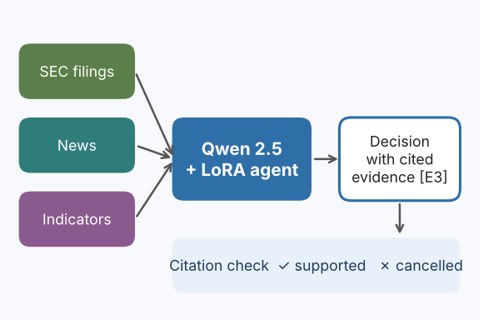 SEC filings
News
Indicators
Qwen 2.5
+ LoRA agent
Decision
with cited
evidence [E3]
Citation check ✓ supported × cancelled